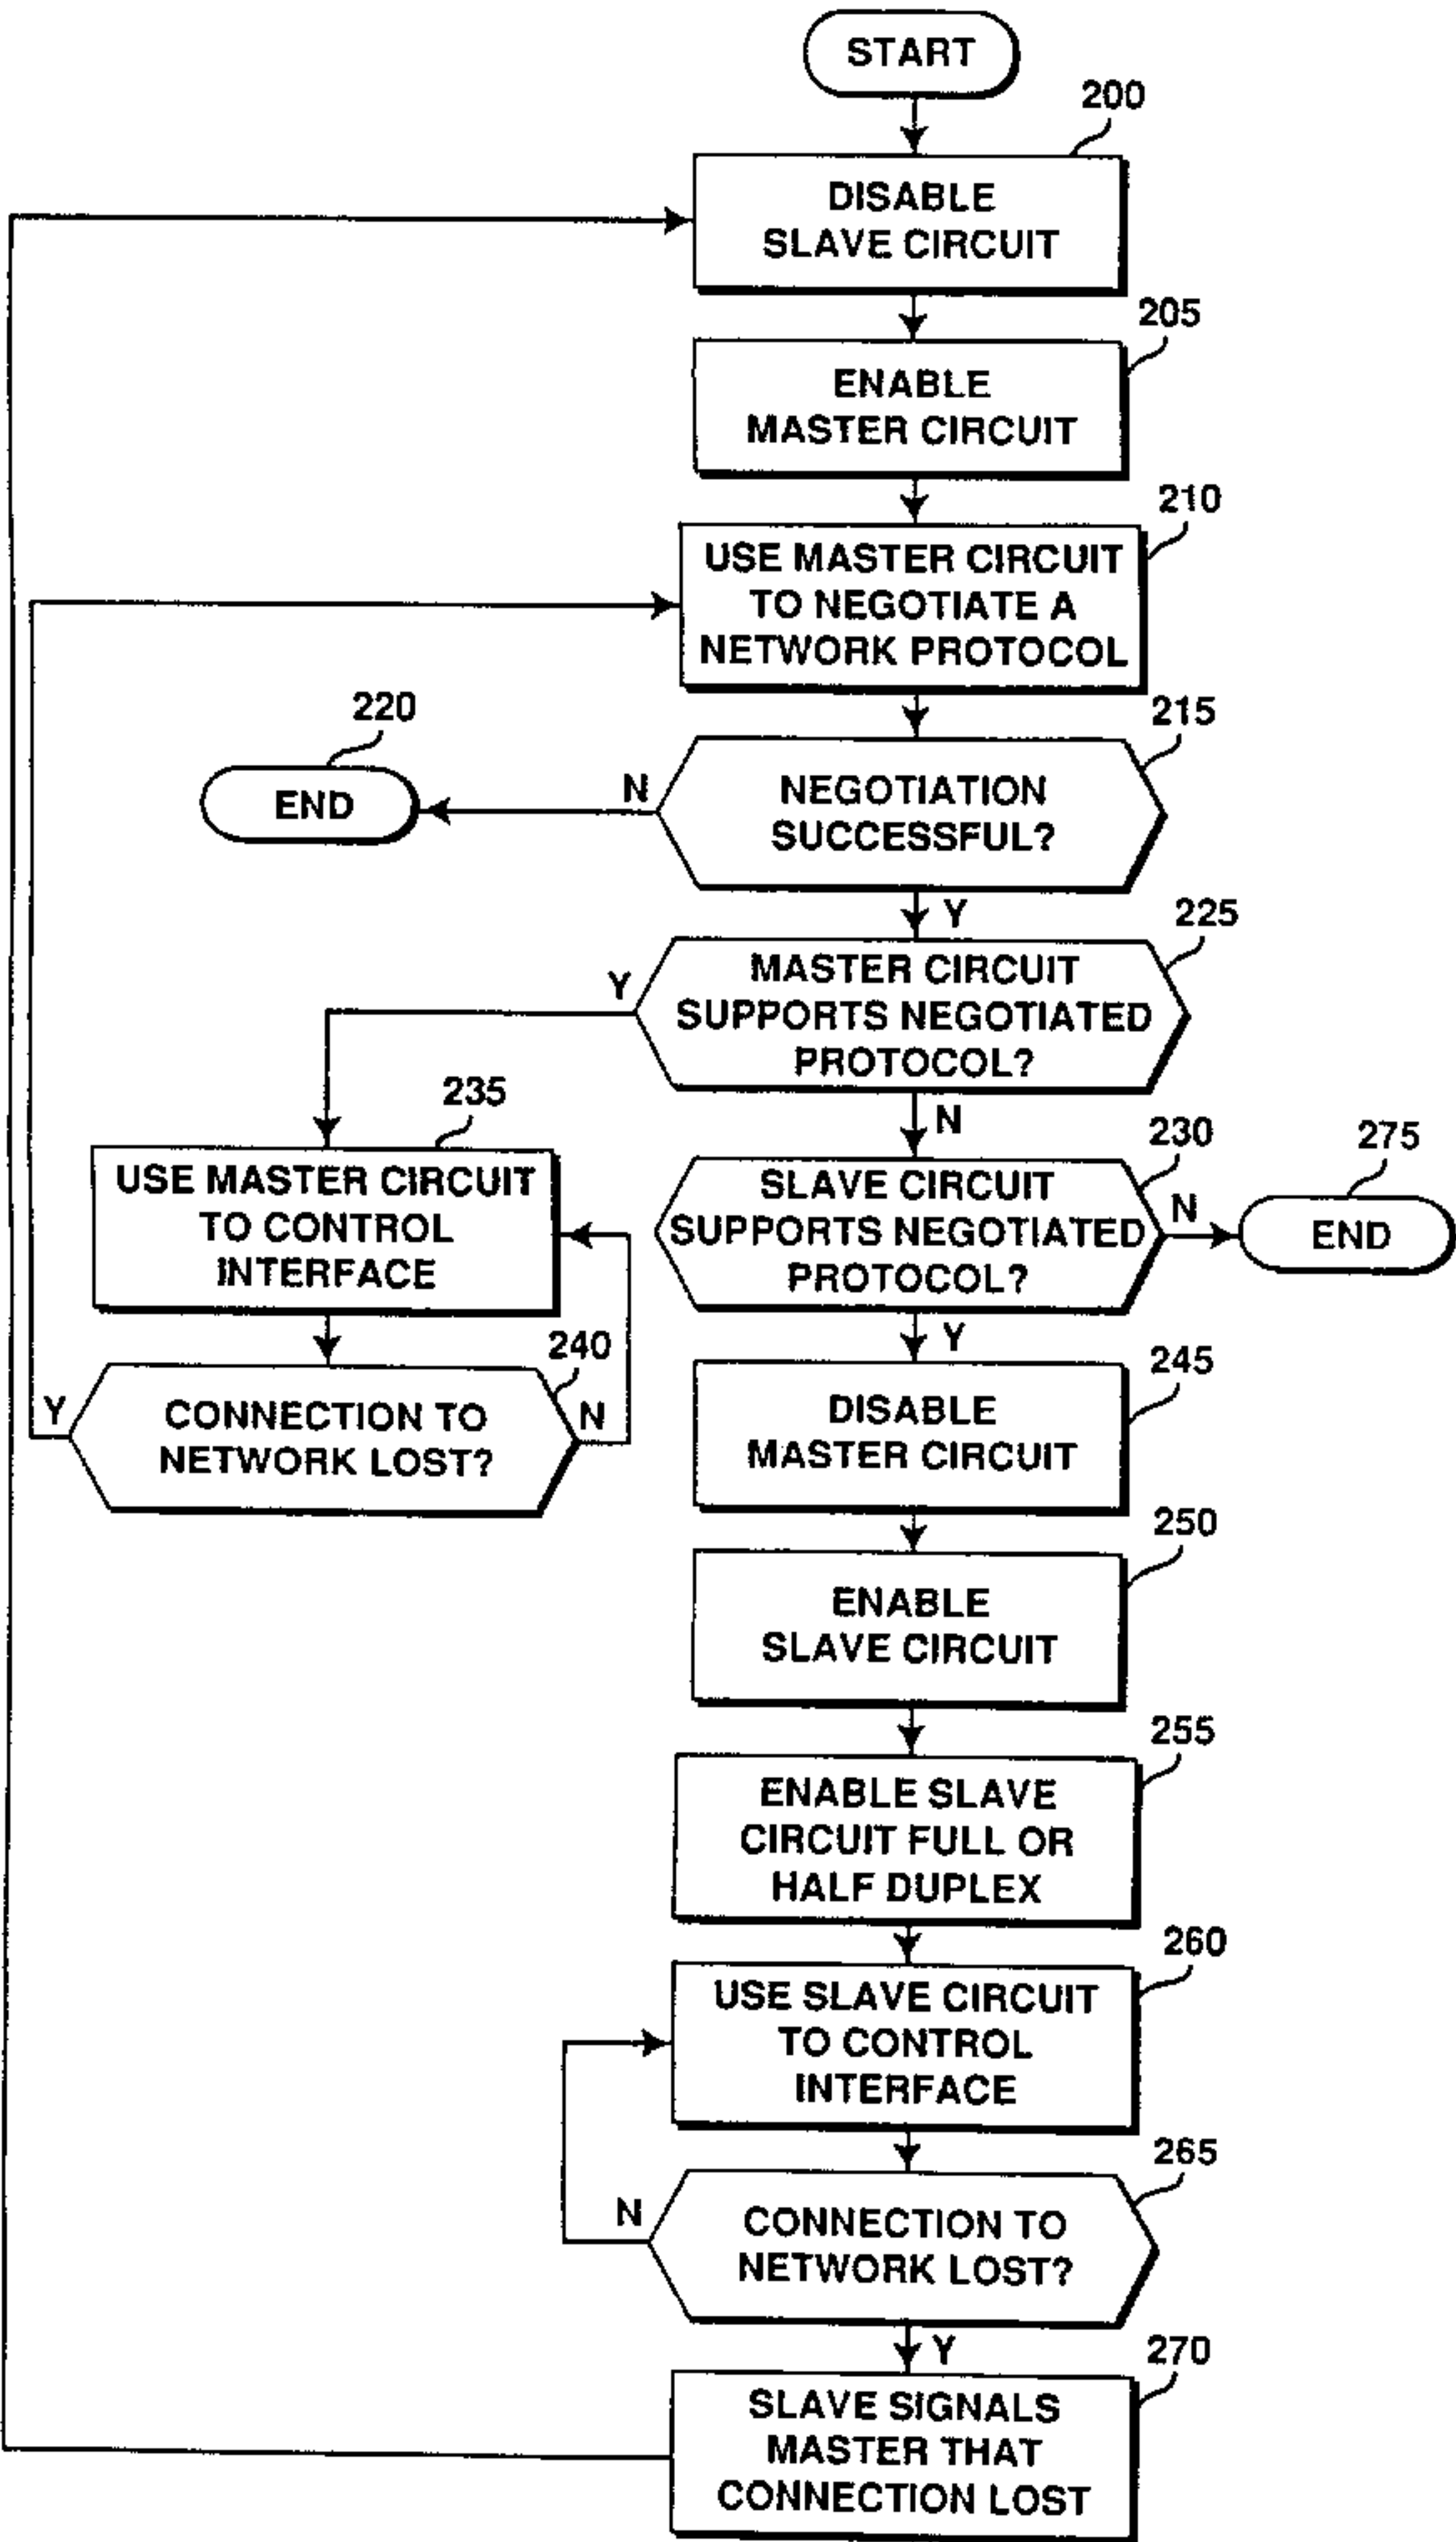 START
200
DISABLE
SLAVE CIRCUIT
205
ENABLE
MASTER CIRCUIT
210
USE MASTER CIRCUIT
TO NEGOTIATE A
NETWORK PROTOCOL
215
NEGOTIATION
SUCCESSFUL?
N
220
END
Y
225
MASTER CIRCUIT
SUPPORTS NEGOTIATED
PROTOCOL?
Y
N
235
USE MASTER CIRCUIT
TO CONTROL
INTERFACE
240
CONNECTION TO
NETWORK LOST?
Y
N
230
SLAVE CIRCUIT
SUPPORTS NEGOTIATED
PROTOCOL?
N
275
END
Y
245
DISABLE
MASTER CIRCUIT
250
ENABLE
SLAVE CIRCUIT
255
ENABLE SLAVE
CIRCUIT FULL OR
HALF DUPLEX
260
USE SLAVE CIRCUIT
TO CONTROL
INTERFACE
265
CONNECTION TO
NETWORK LOST?
N
Y
270
SLAVE SIGNALS
MASTER THAT
CONNECTION LOST